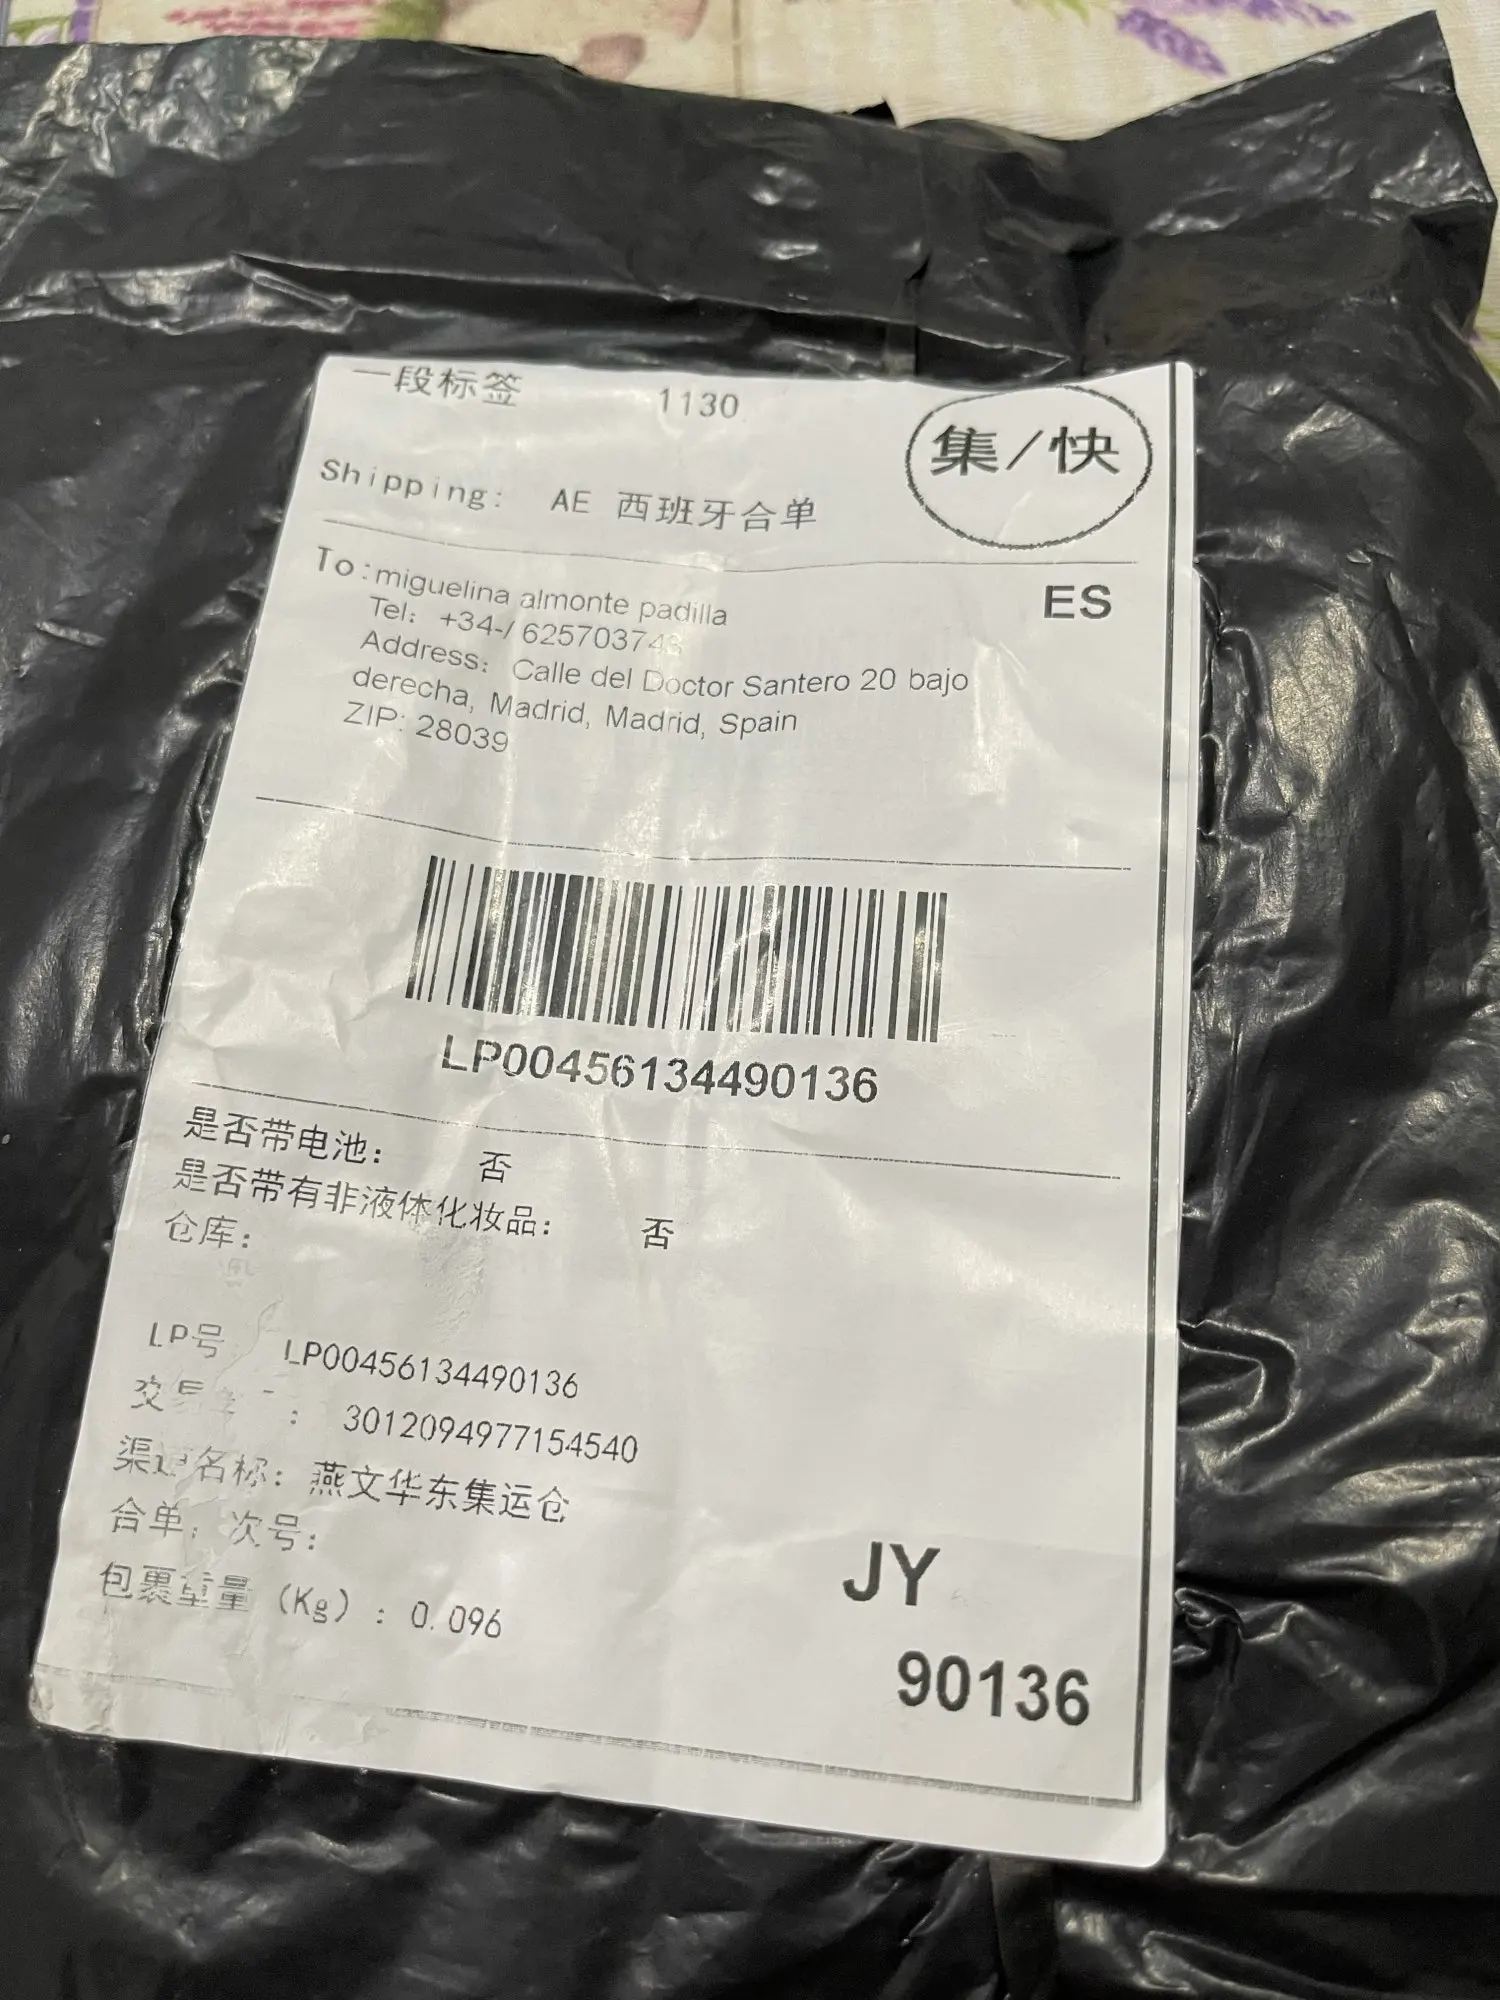 一段标签 1130
集/快
Shipping: AE 西班牙合单
To:miguelina almonte padilla
ES
Tel: +34-/ 625703743
Address: Calle del Doctor Santero 20 bajo
derecha, Madrid, Madrid, Spain
ZIP: 28039
LP00456134490136
是否带电池: 否
是否带有非液体化妆品: 否
仓库:
LP号 LP00456134490136
交易 : 3012094977154540
渠道名称: 燕文华东集运仓
合单 次号:
包裹重量 (Kg) : 0.096
JY
90136